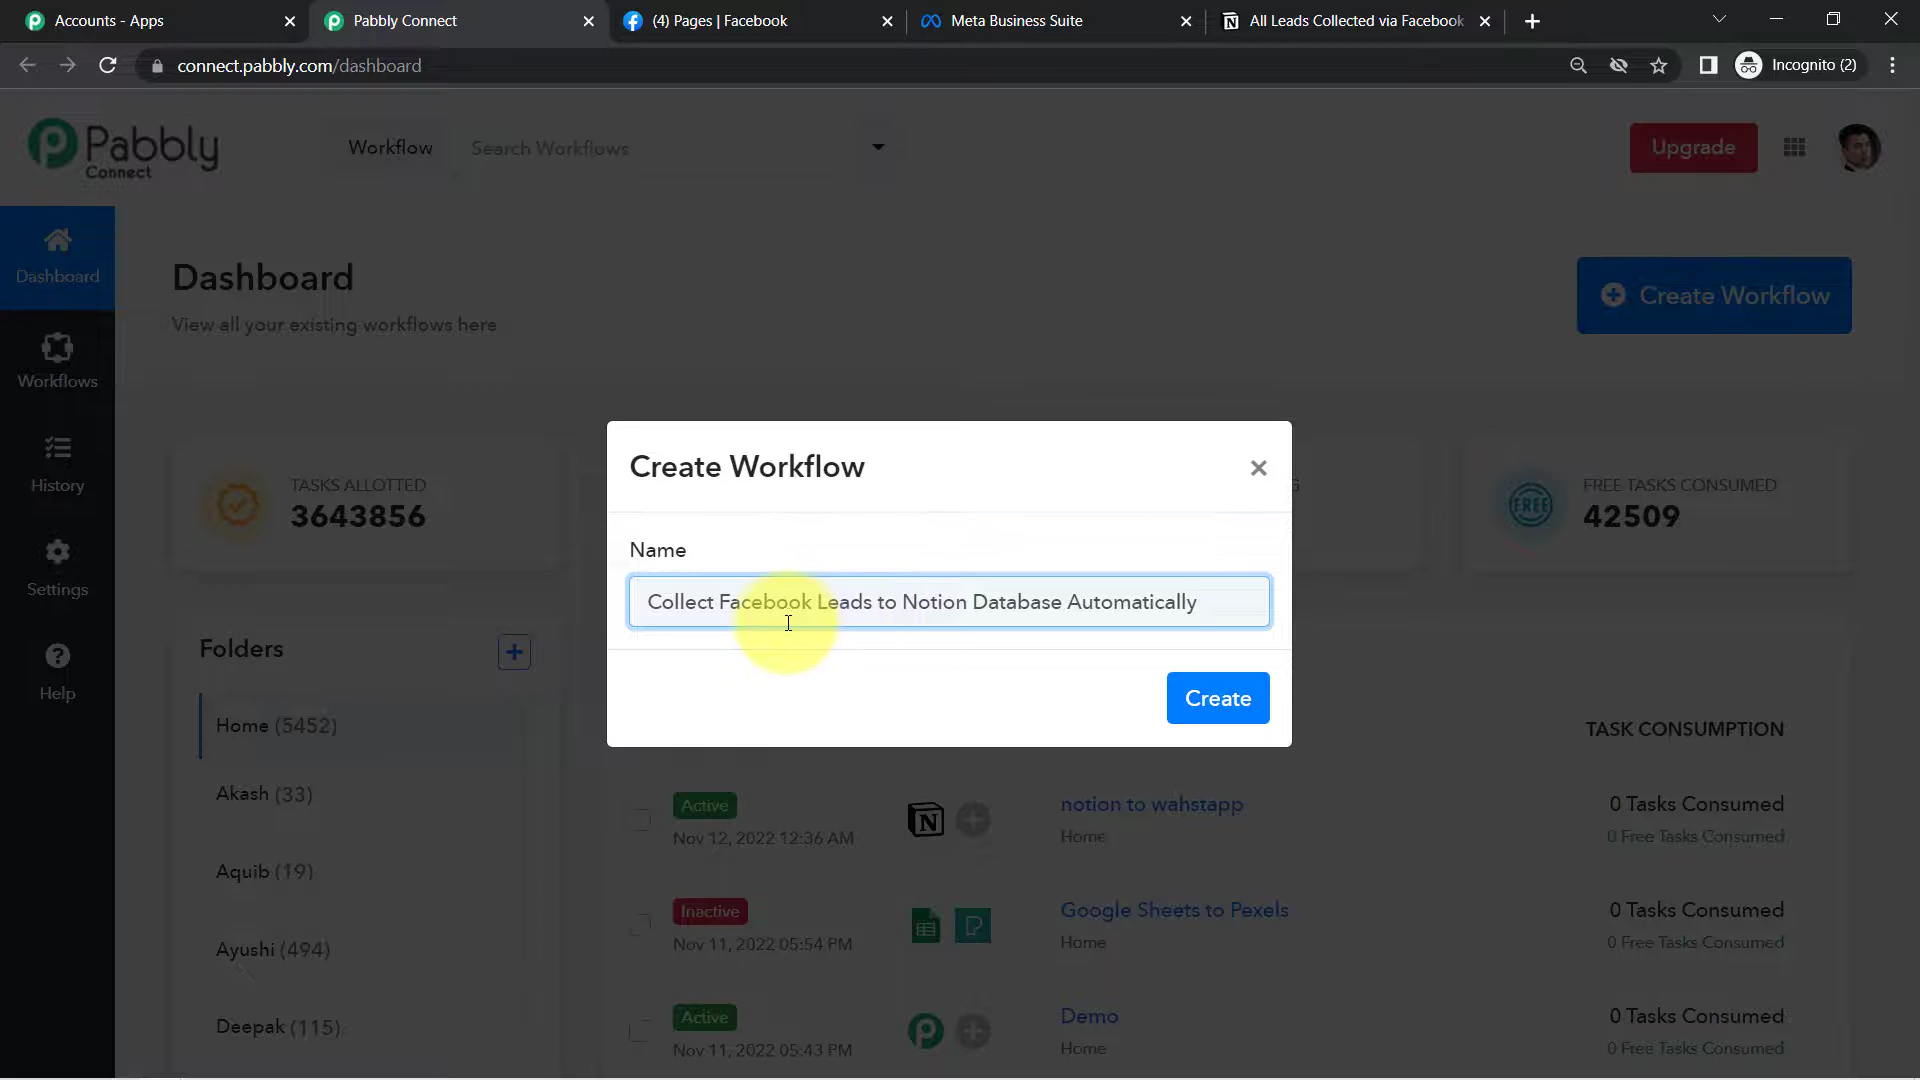 Accounts - Apps
Pabbly Connect
(4) Pages | Facebook
Meta Business Suite
All Leads Collected via Facebook
connect.pabbly.com/dashboard
Incognito (2)
Pabbly
Connect
Workflow
Search Workflows
Upgrade
Dashboard
Dashboard
View all your existing workflows here
Create Workflow
Workflows
History
Settings
Help
TASKS ALLOTTED
3643856
FREE TASKS CONSUMED
42509
FREE
Create Workflow
Name
Collect Facebook Leads to Notion Database Automatically
Create
Folders
Home (5452)
Akash (33)
Aquib (19)
Ayushi (494)
Deepak (115)
TASK CONSUMPTION
Active
Nov 12, 2022 12:36 AM
notion to wahstapp
Home
0 Tasks Consumed
0 Free Tasks Consumed
Inactive
Nov 11, 2022 05:54 PM
Google Sheets to Pexels
Home
0 Tasks Consumed
0 Free Tasks Consumed
Active
Nov 11, 2022 05:43 PM
Demo
Home
0 Tasks Consumed
0 Free Tasks Consumed